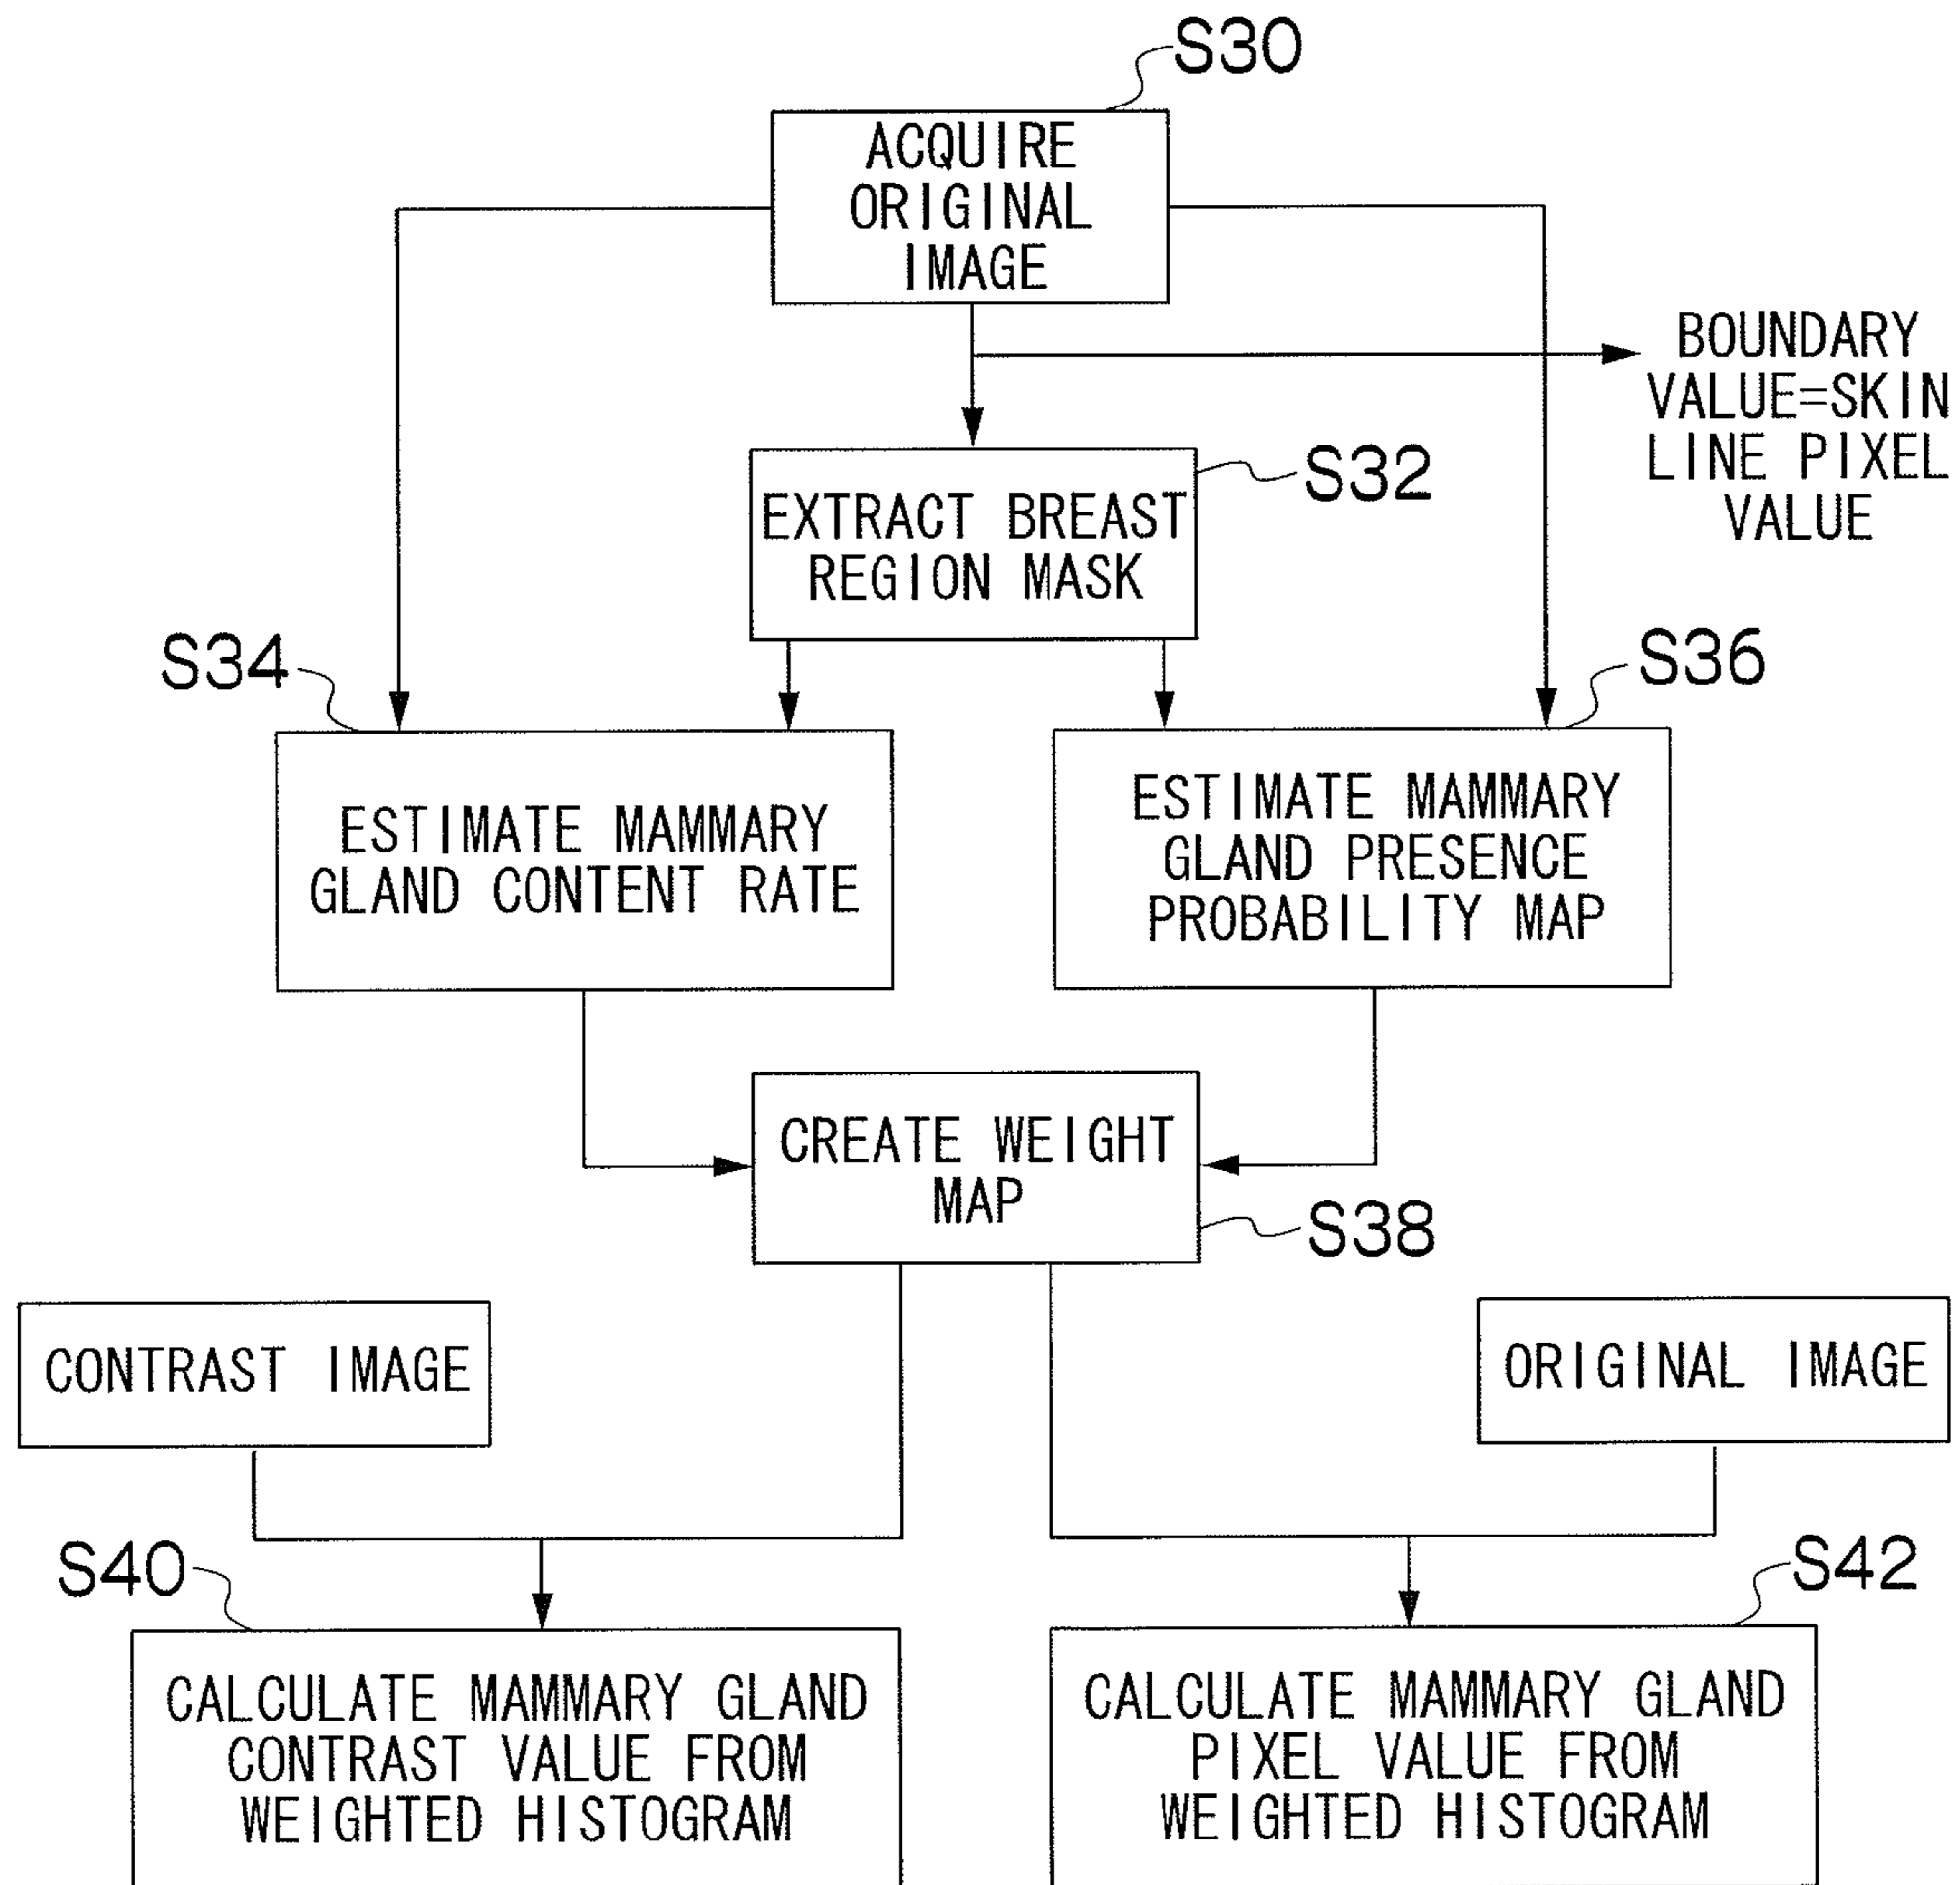 S30
ACQUIRE
ORIGINAL
IMAGE
BOUNDARY
VALUE=SKIN
LINE PIXEL
VALUE
S32
EXTRACT BREAST
REGION MASK
S34
S36
ESTIMATE MAMMARY
GLAND CONTENT RATE
ESTIMATE MAMMARY
GLAND PRESENCE
PROBABILITY MAP
CREATE WEIGHT
MAP
S38
CONTRAST IMAGE
ORIGINAL IMAGE
S40
S42
CALCULATE MAMMARY GLAND
CONTRAST VALUE FROM
WEIGHTED HISTOGRAM
CALCULATE MAMMARY GLAND
PIXEL VALUE FROM
WEIGHTED HISTOGRAM